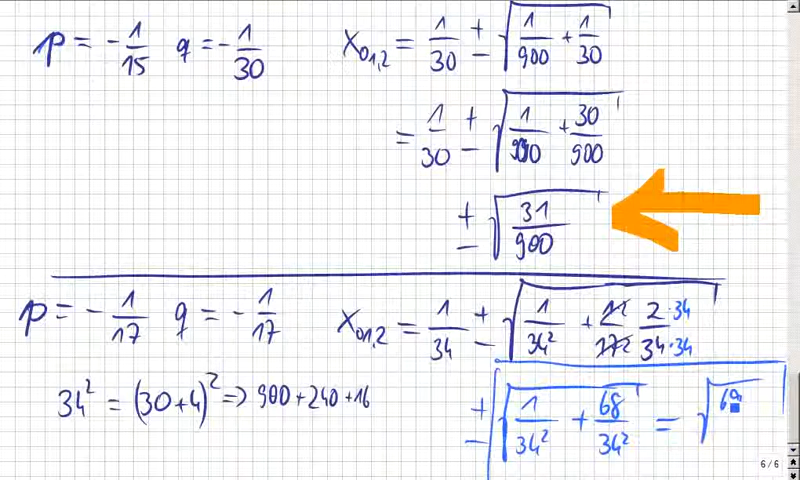 p = -1/15 q = -1/30 x₀₁,₂ = 1/30 ± √(1/900 + 1/30)
= 1/30 ± √(1/900 + 30/900)
± √(31/900)
p = -1/17 q = -1/17 x₀₁,₂ = 1/34 ± √(1/34² + 2·34/34·34)
34² = (30+4)² => 900 + 240 + 16
± √(1/34² + 68/34²) = √69
6/6